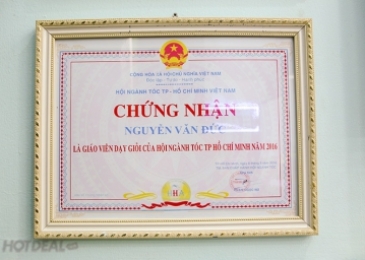 CỘNG HÒA XÃ HỘI CHỦ NGHĨA VIỆT NAM
HỘI NGÀNH TÓC TP- HỒ CHÍ MINH VIỆT NAM
CHỨNG NHẬN
NGUYỄN VĂN ĐỨC
LÀ GIÁO VIÊN DẠY GIỎI CỦA HỘI NGÀNH TÓC TP HỒ CHÍ MINH NĂM 2016
H
HOTDEAL